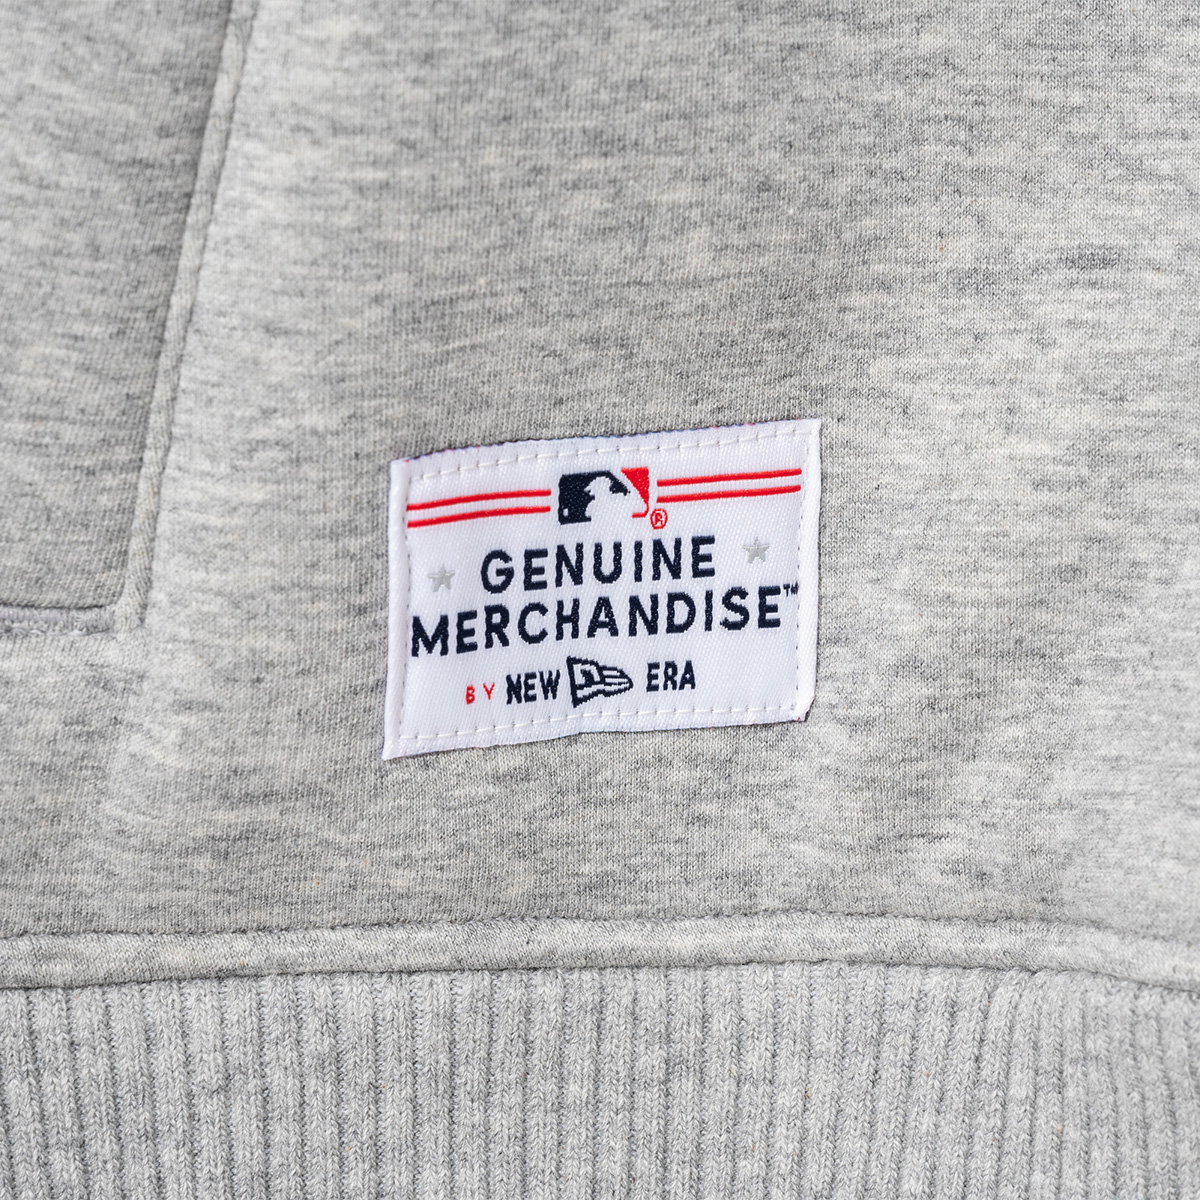 ®
GENUINE
MERCHANDISE™
BY NEW ERA